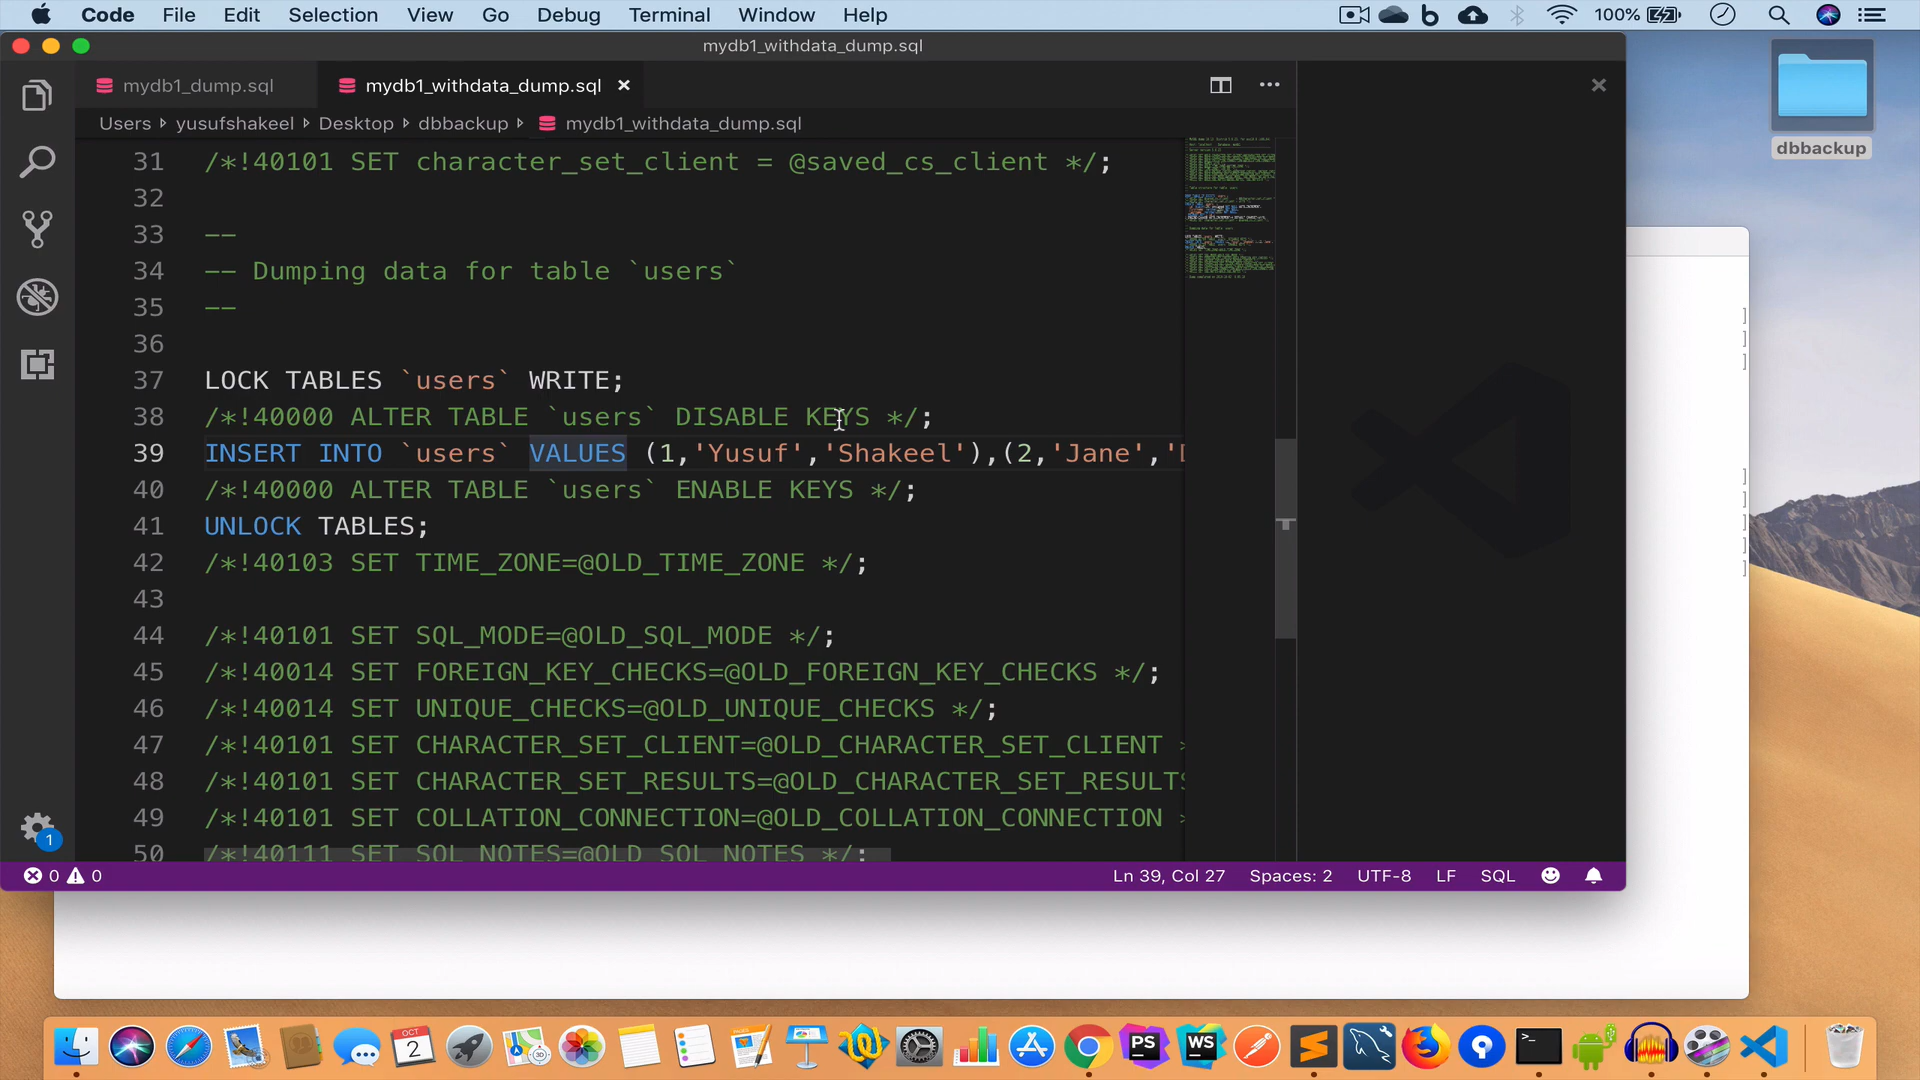 Code File Edit Selection View Go Debug Terminal Window Help
100%
mydb1_withdata_dump.sql
mydb1_dump.sql
mydb1_withdata_dump.sql
Users yusufshakeel Desktop dbbackup mydb1_withdata_dump.sql
dbbackup
31 /*!40101 SET character_set_client = @saved_cs_client */;
32
33 --
34 -- Dumping data for table `users`
35 --
36
37 LOCK TABLES `users` WRITE;
38 /*!40000 ALTER TABLE `users` DISABLE KEYS */;
39 INSERT INTO `users` VALUES (1,'Yusuf','Shakeel'),(2,'Jane','
40 /*!40000 ALTER TABLE `users` ENABLE KEYS */;
41 UNLOCK TABLES;
42 /*!40103 SET TIME_ZONE=@OLD_TIME_ZONE */;
43
44 /*!40101 SET SQL_MODE=@OLD_SQL_MODE */;
45 /*!40014 SET FOREIGN_KEY_CHECKS=@OLD_FOREIGN_KEY_CHECKS */;
46 /*!40014 SET UNIQUE_CHECKS=@OLD_UNIQUE_CHECKS */;
47 /*!40101 SET CHARACTER_SET_CLIENT=@OLD_CHARACTER_SET_CLIENT *
48 /*!40101 SET CHARACTER_SET_RESULTS=@OLD_CHARACTER_SET_RESULTS
49 /*!40101 SET COLLATION_CONNECTION=@OLD_COLLATION_CONNECTION *
50 /*!40111 SET SQL_NOTES=@OLD_SQL_NOTES */;
1
0 0
Ln 39, Col 27 Spaces: 2 UTF-8 LF SQL
OCT
2
PS
WS